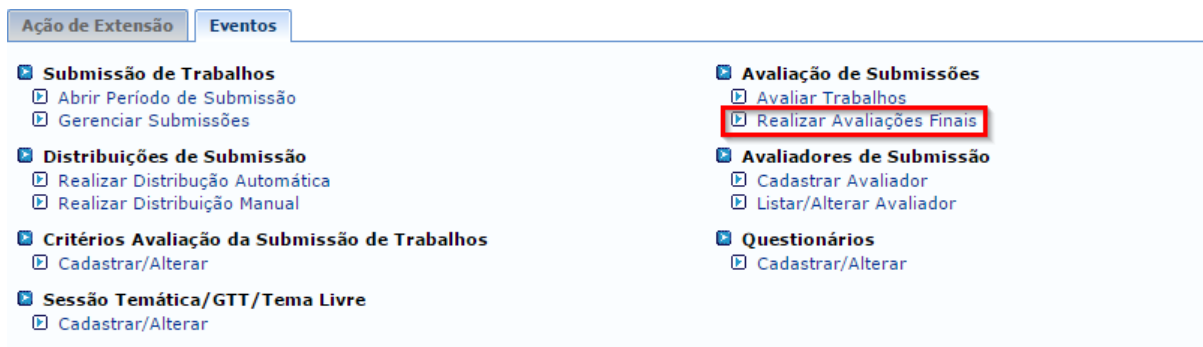 Ação de Extensão
Eventos
Submissão de Trabalhos
Abrir Período de Submissão
Gerenciar Submissões
Distribuições de Submissão
Realizar Distribução Automática
Realizar Distribuição Manual
Critérios Avaliação da Submissão de Trabalhos
Cadastrar/Alterar
Sessão Temática/GTT/Tema Livre
Cadastrar/Alterar
Avaliação de Submissões
Avaliar Trabalhos
Realizar Avaliações Finais
Avaliadores de Submissão
Cadastrar Avaliador
Listar/Alterar Avaliador
Questionários
Cadastrar/Alterar